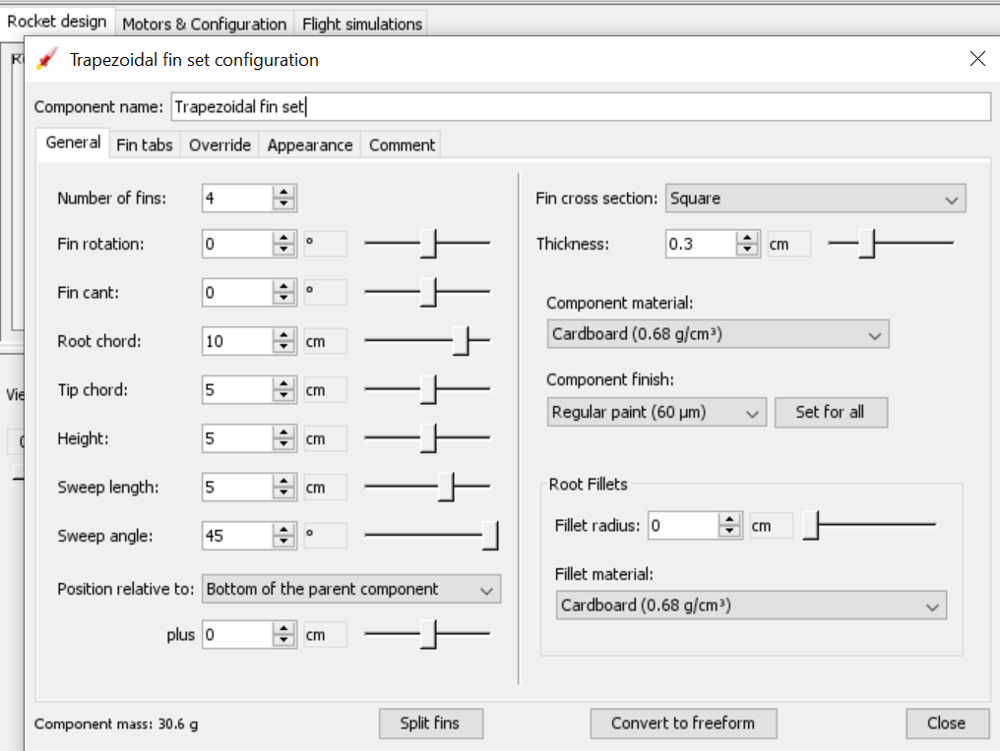 Rocket design Motors & Configuration Flight simulations
Trapezoidal fin set configuration
Component name: Trapezoidal fin set
General Fin tabs Override Appearance Comment
Number of fins: 4
Fin rotation: 0 °
Fin cant: 0 °
Root chord: 10 cm
Tip chord: 5 cm
Height: 5 cm
Sweep length: 5 cm
Sweep angle: 45 °
Position relative to: Bottom of the parent component
plus 0 cm
Fin cross section: Square
Thickness: 0.3 cm
Component material:
Cardboard (0.68 g/cm³)
Component finish:
Regular paint (60 µm) Set for all
Root Fillets
Fillet radius: 0 cm
Fillet material:
Cardboard (0.68 g/cm³)
Component mass: 30.6 g Split fins Convert to freeform Close